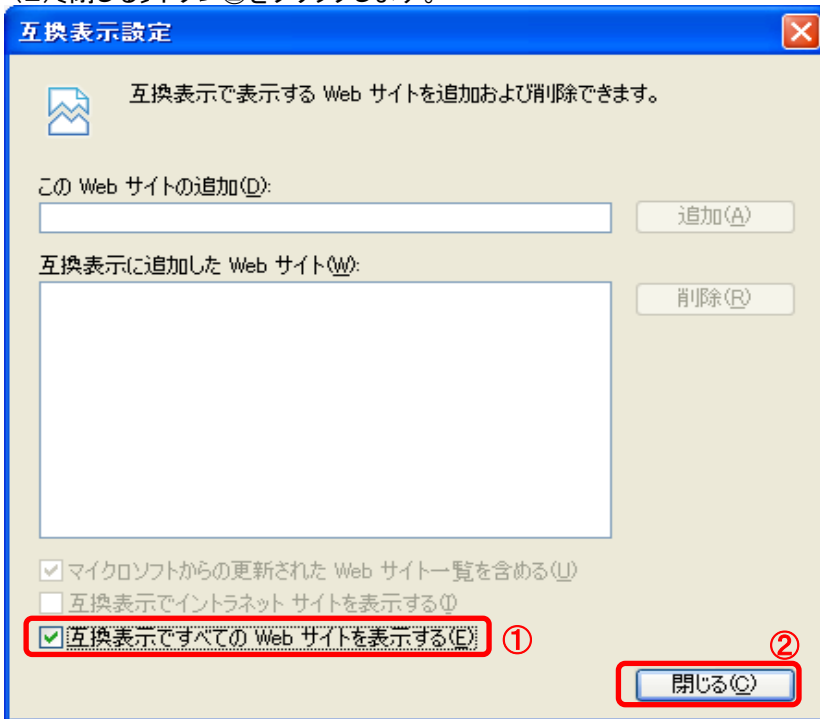 互換表示設定
互換表示で表示する Web サイトを追加および削除できます。
この Web サイトの追加(D):
追加(A)
互換表示に追加した Web サイト(W):
削除(R)
マイクロソフトからの更新された Web サイト一覧を含める(U)
互換表示でイントラネット サイトを表示する(I)
互換表示ですべての Web サイトを表示する(E) ①
②
閉じる(C)